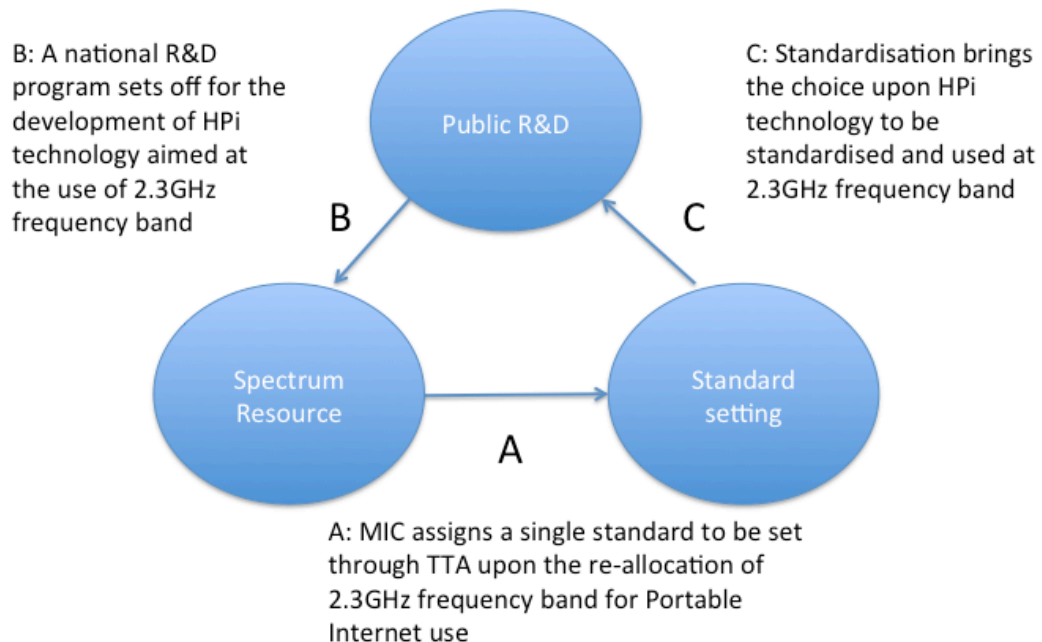 B: A national R&D
program sets off for the
development of HPi
technology aimed at
the use of 2.3GHz
frequency band
Public R&D
C: Standardisation brings
the choice upon HPi
technology to be
standardised and used at
2.3GHz frequency band
B
C
Spectrum
Resource
Standard
setting
A
A: MIC assigns a single standard to be set
through TTA upon the re-allocation of
2.3GHz frequency band for Portable
Internet use